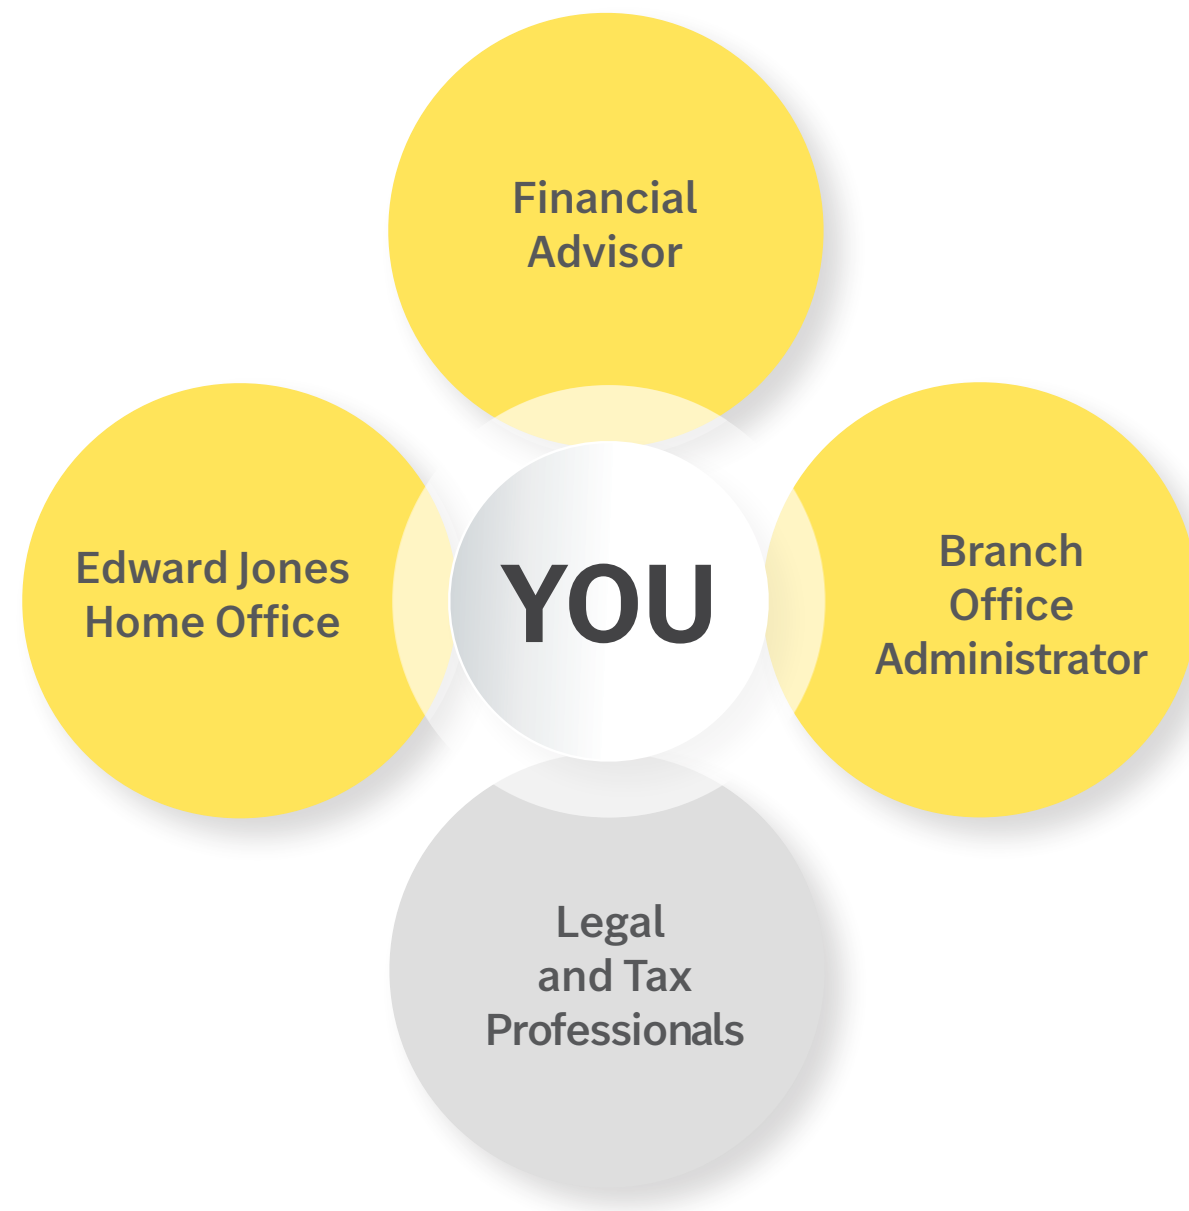 Financial
Advisor
Edward Jones
Home Office
YOU
Branch
Office
Administrator
Legal
and Tax
Professionals